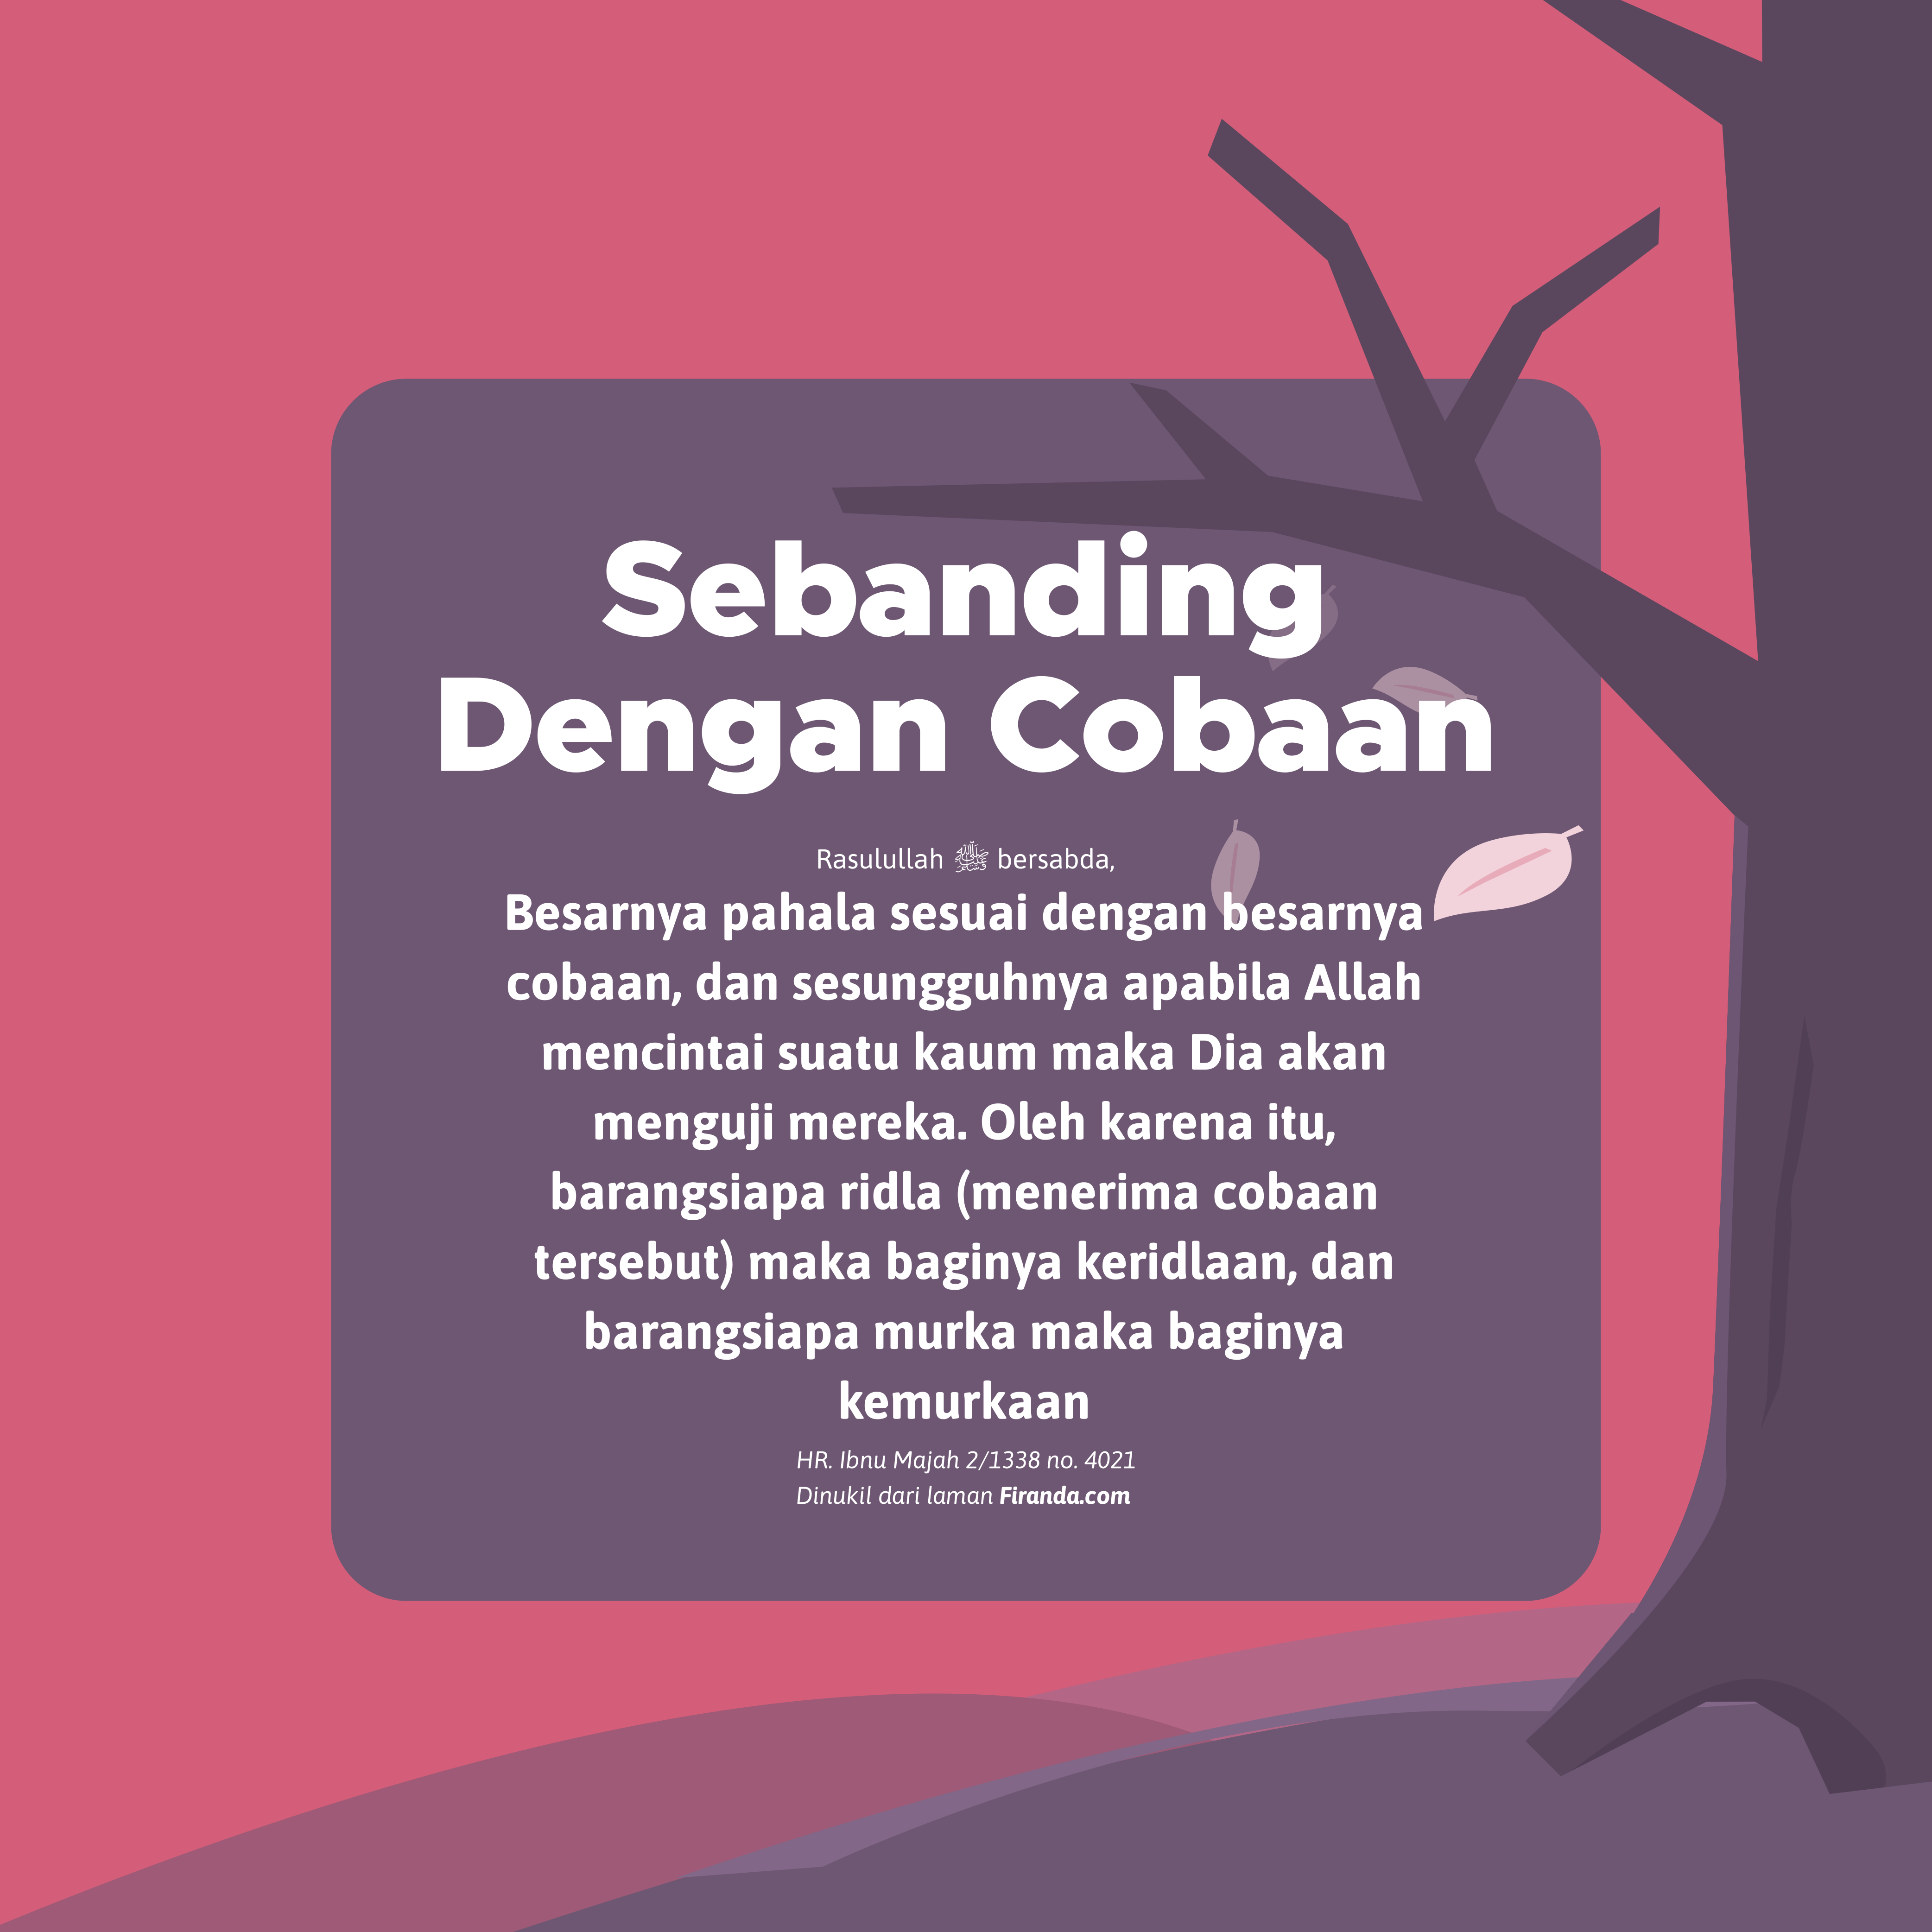 Sebanding
Dengan Cobaan
Rasulullah ﷺ bersabda,
Besarnya pahala sesuai dengan besarnya
cobaan, dan sesungguhnya apabila Allah
mencintai suatu kaum maka Dia akan
menguji mereka. Oleh karena itu,
barangsiapa ridla (menerima cobaan
tersebut) maka baginya keridlaan, dan
barangsiapa murka maka baginya
kemurkaan
HR. Ibnu Majah 2/1338 no. 4021
Dinukil dari laman Firanda.com